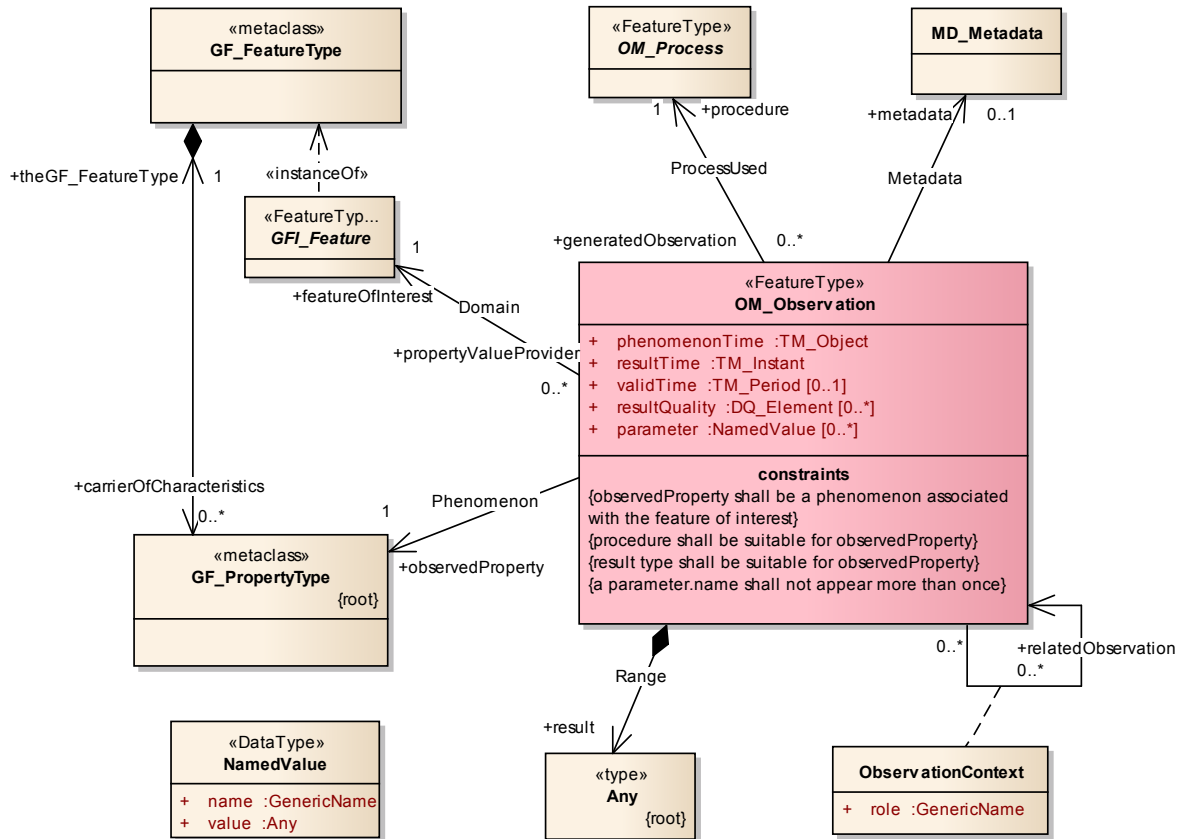 «metaclass»
GF_FeatureType
«FeatureType»
OM_Process
MD_Metadata
1
+procedure
+metadata
0..1
+theGF_FeatureType
1
«instanceOf»
ProcessUsed
Metadata
«FeatureTyp...
GFI_Feature
1
+generatedObservation
0..*
+featureOfInterest
Domain
+propertyValueProvider
0..*
«FeatureType»
OM_Observation
+ phenomenonTime :TM_Object
+ resultTime :TM_Instant
+ validTime :TM_Period [0..1]
+ resultQuality :DQ_Element [0..*]
+ parameter :NamedValue [0..*]
constraints
{observedProperty shall be a phenomenon associated
with the feature of interest}
{procedure shall be suitable for observedProperty}
{result type shall be suitable for observedProperty}
{a parameter.name shall not appear more than once}
+carrierOfCharacteristics
0..*
Phenomenon
1
+observedProperty
«metaclass»
GF_PropertyType
{root}
0..*
+relatedObservation
0..*
Range
+result
«DataType»
NamedValue
+ name :GenericName
+ value :Any
«type»
Any
{root}
ObservationContext
+ role :GenericName